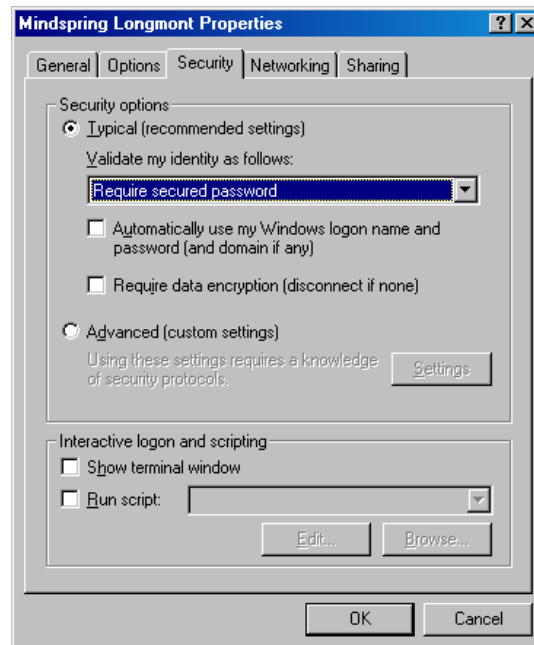 Mindspring Longmont Properties
General Options Security Networking Sharing
Security options
Typical (recommended settings)
Validate my identity as follows:
Require secured password
Automatically use my Windows logon name and
password (and domain if any)
Require data encryption (disconnect if none)
Advanced (custom settings)
Using these settings requires a knowledge
of security protocols.
Settings
Interactive logon and scripting
Show terminal window
Run script:
Edit... Browse...
OK Cancel